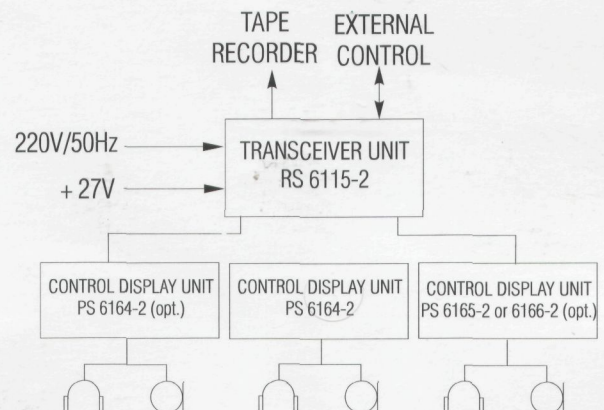 TAPE
RECORDER
EXTERNAL
CONTROL
220V/50Hz
+ 27V
TRANSCEIVER UNIT
RS 6115-2
CONTROL DISPLAY UNIT
PS 6164-2 (opt.)
CONTROL DISPLAY UNIT
PS 6164-2
CONTROL DISPLAY UNIT
PS 6165-2 or 6166-2 (opt.)